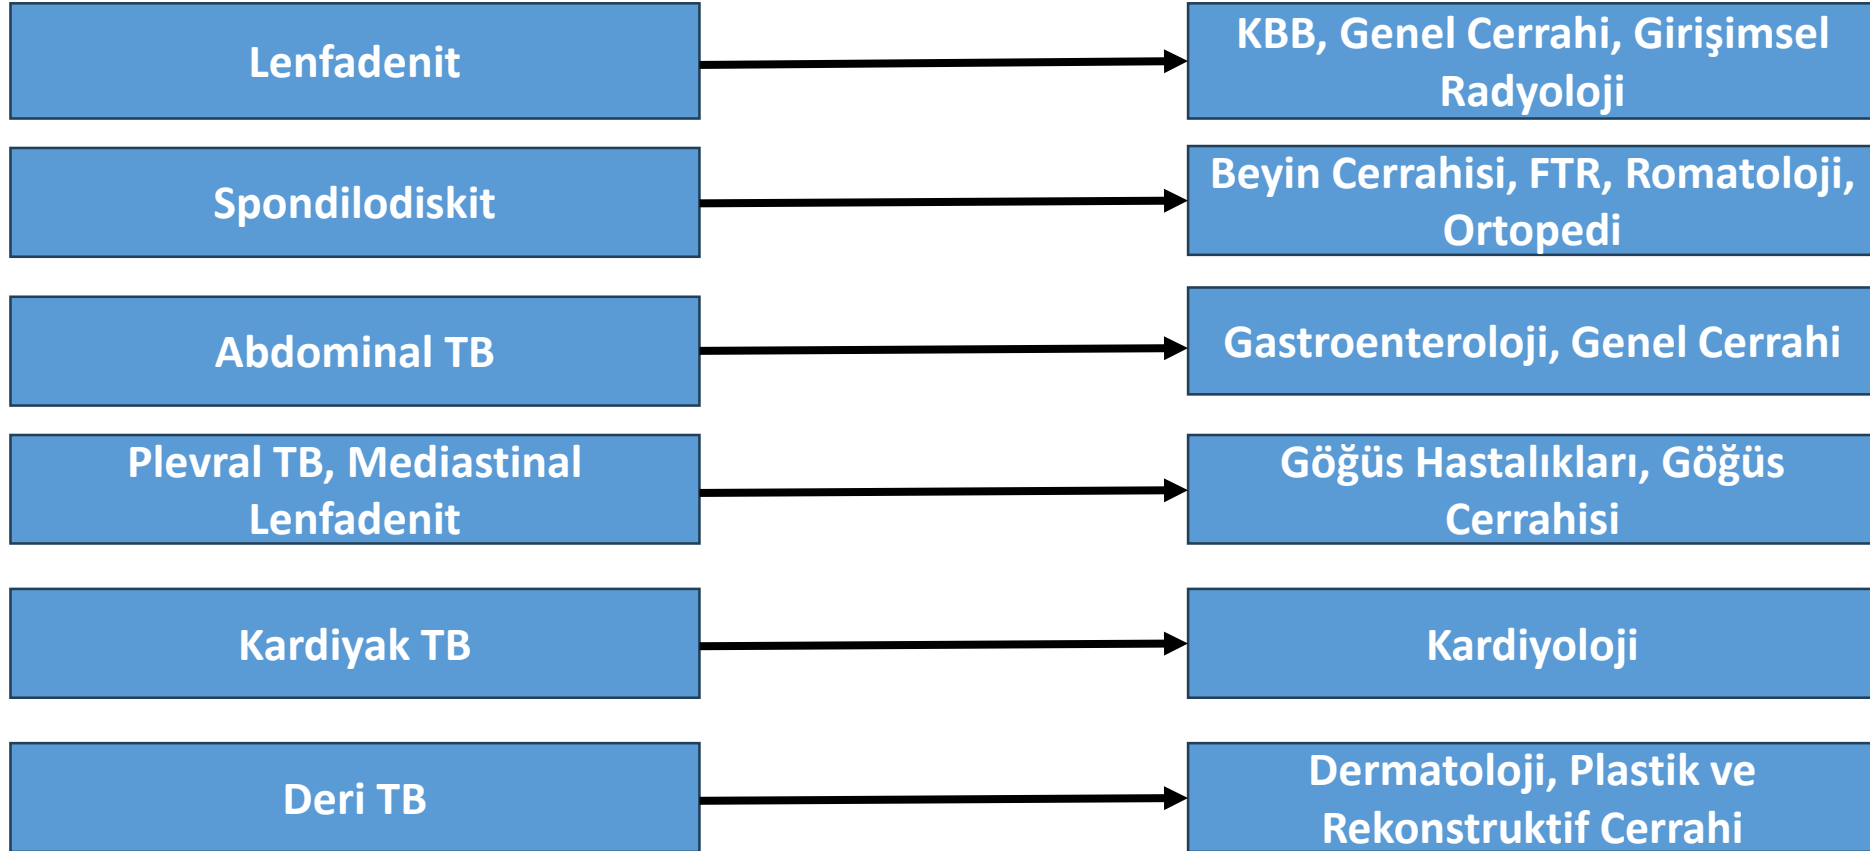 Lenfadenit
KBB, Genel Cerrahi, Girişimsel
Radyoloji
Spondilodiskit
Beyin Cerrahisi, FTR, Romatoloji,
Ortopedi
Abdominal TB
Gastroenteroloji, Genel Cerrahi
Plevral TB, Mediastinal
Lenfadenit
Göğüs Hastalıkları, Göğüs
Cerrahisi
Kardiyak TB
Kardiyoloji
Deri TB
Dermatoloji, Plastik ve
Rekonstruktif Cerrahi